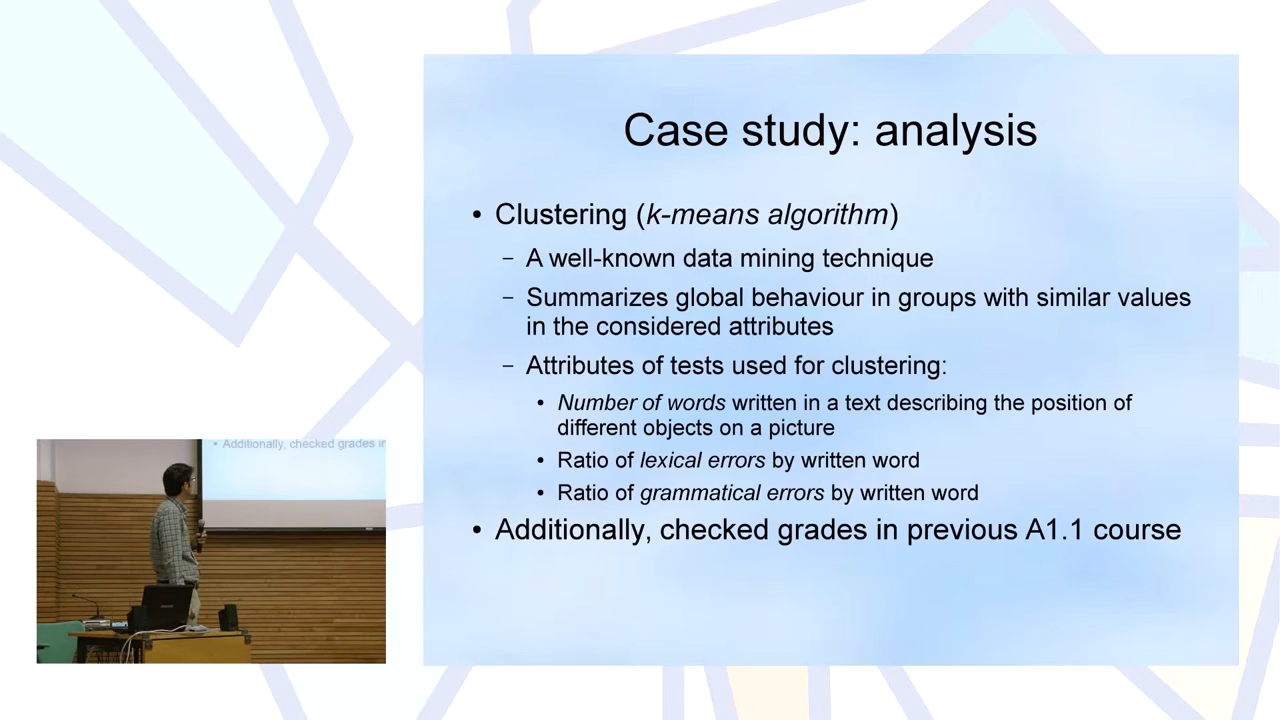 Case study: analysis
• Clustering (k-means algorithm)
– A well-known data mining technique
– Summarizes global behaviour in groups with similar values
in the considered attributes
– Attributes of tests used for clustering:
• Number of words written in a text describing the position of
different objects on a picture
• Ratio of lexical errors by written word
• Ratio of grammatical errors by written word
• Additionally, checked grades in previous A1.1 course
• Additionally, checked grades in